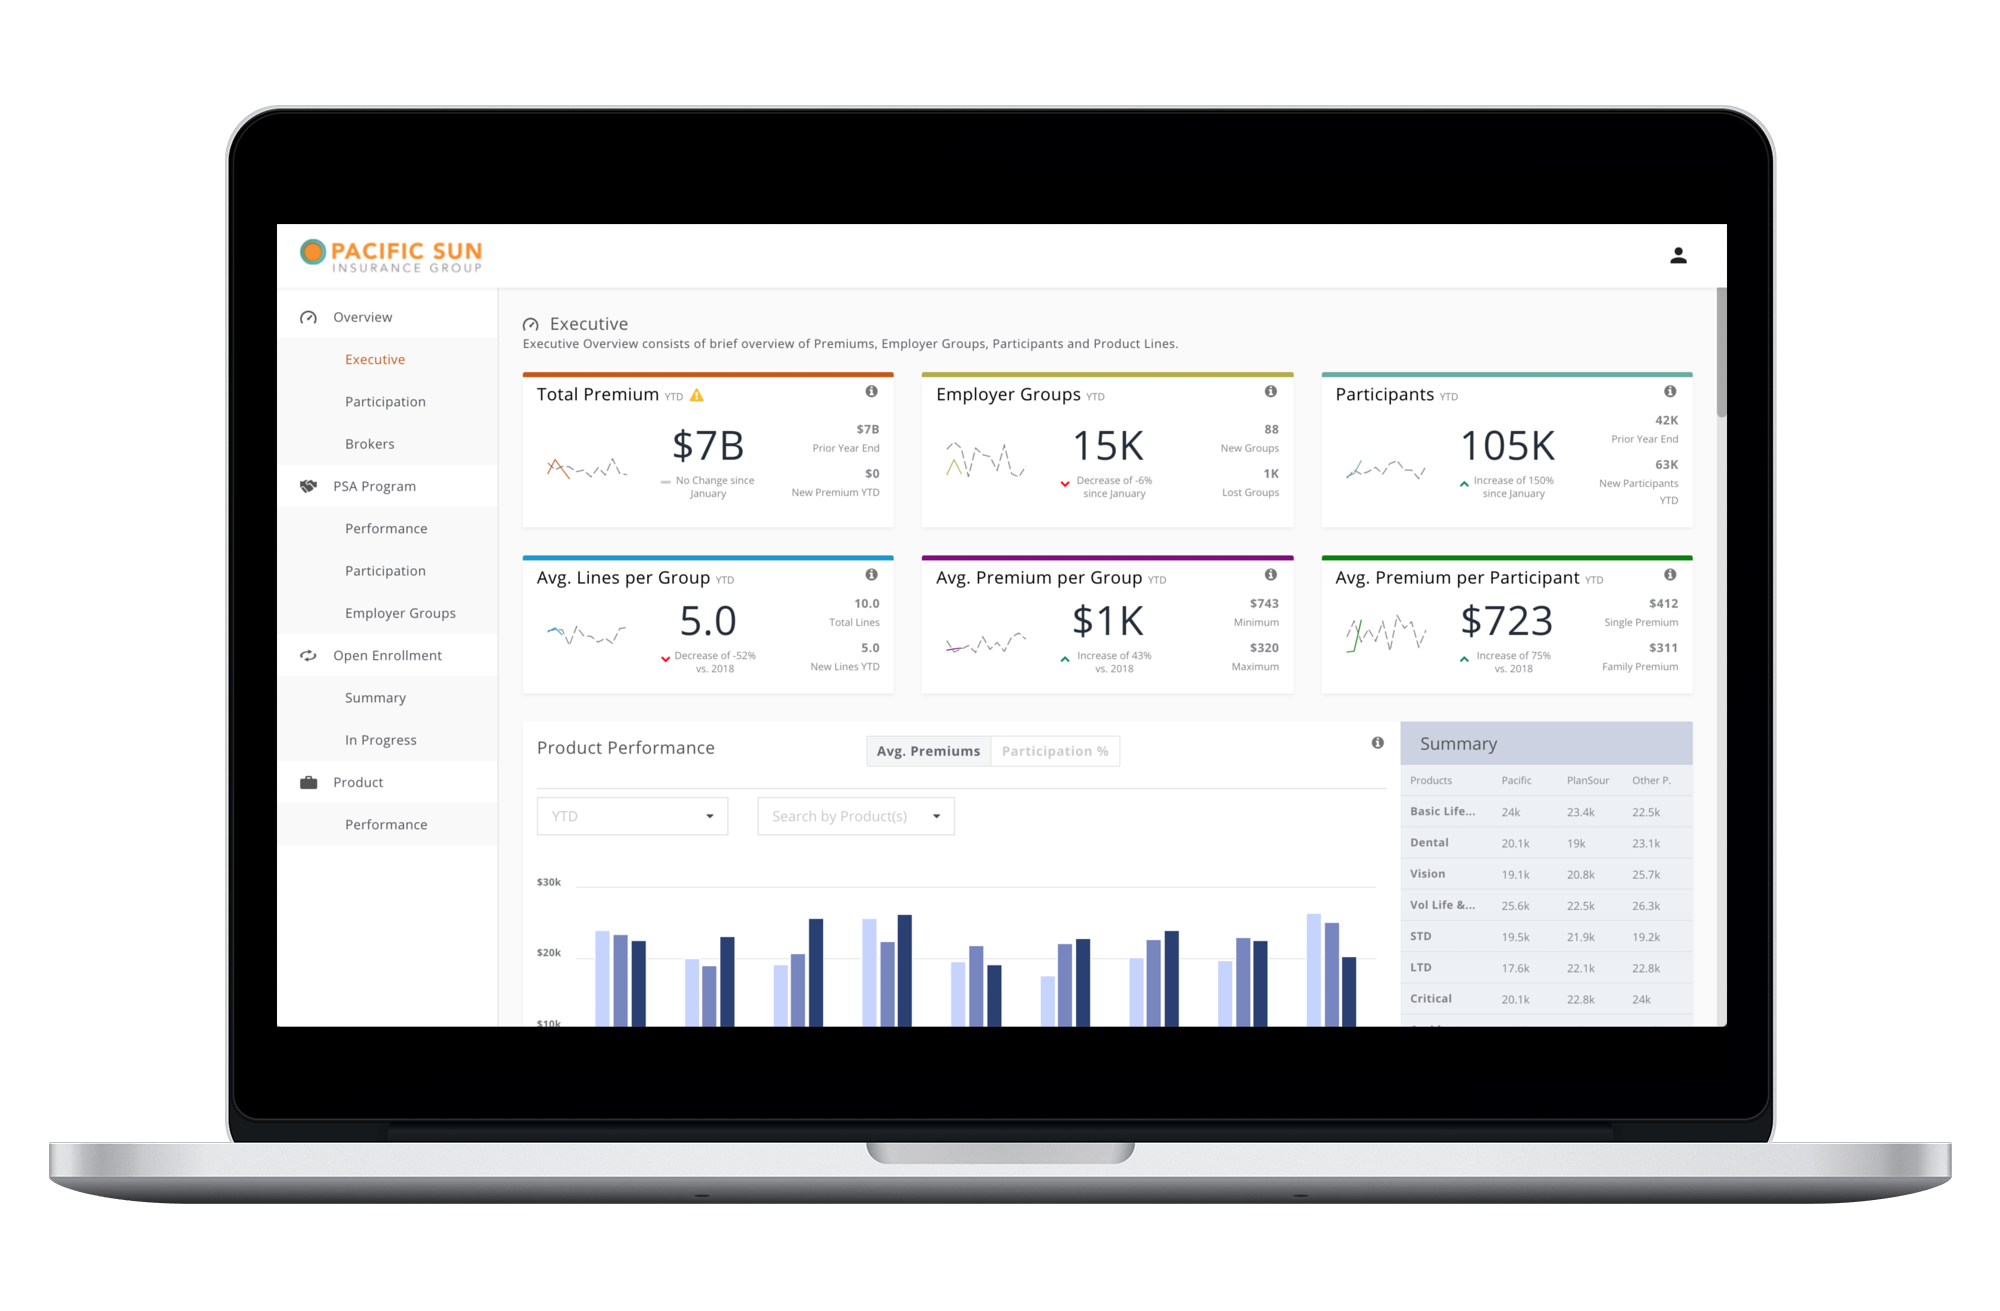 PACIFIC SUN
INSURANCE GROUP
Overview
Executive
Participation
Brokers
PSA Program
Performance
Participation
Employer Groups
Open Enrollment
Summary
In Progress
Product
Performance
Executive
Executive Overview consists of brief overview of Premiums, Employer Groups, Participants and Product Lines.
Total Premium YTD
$7B
No Change since
January
$7B
Prior Year End
$0
New Premium YTD
Employer Groups YTD
15K
Decrease of -6%
since January
88
New Groups
1K
Lost Groups
Participants YTD
105K
Increase of 150%
since January
42K
Prior Year End
63K
New Participants
YTD
Avg. Lines per Group YTD
5.0
Decrease of -52%
vs. 2018
10.0
Total Lines
5.0
New Lines YTD
Avg. Premium per Group YTD
$1K
Increase of 43%
vs. 2018
$743
Minimum
$320
Maximum
Avg. Premium per Participant YTD
$723
Increase of 75%
vs. 2018
$412
Single Premium
$311
Family Premium
Product Performance
Avg. Premiums Participation %
YTD Search by Product(s)
$30k
$20k
$10k
Summary
Products Pacific PlanSour Other P.
Basic Life... 24k 23.4k 22.5k
Dental 20.1k 19k 23.1k
Vision 19.1k 20.8k 25.7k
Vol Life &... 25.6k 22.5k 26.3k
STD 19.5k 21.9k 19.2k
LTD 17.6k 22.1k 22.8k
Critical 20.1k 22.8k 24k